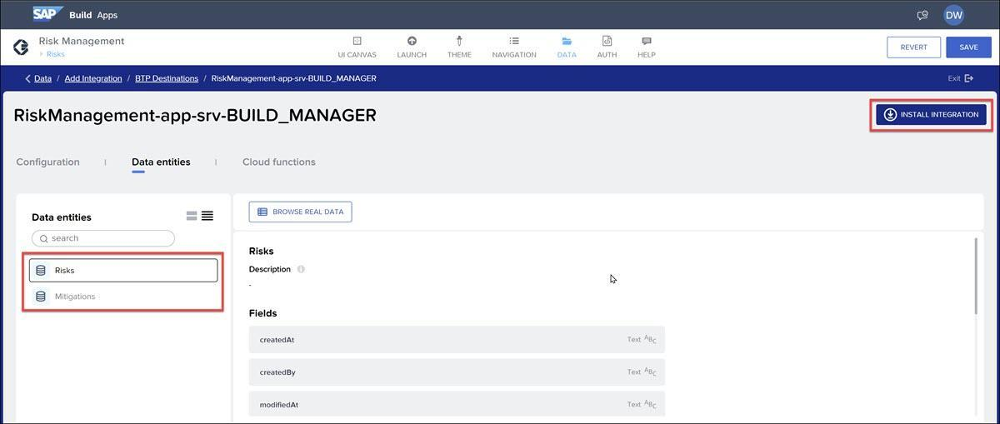 SAP Build Apps DW
Risk Management
Risks
UI CANVAS LAUNCH THEME NAVIGATION DATA AUTH HELP
REVERT SAVE
Data / Add Integration / BTP Destinations / RiskManagement-app-srv-BUILD_MANAGER Exit
RiskManagement-app-srv-BUILD_MANAGER
INSTALL INTEGRATION
Configuration | Data entities | Cloud functions
Data entities
search
Risks
Mitigations
BROWSE REAL DATA
Risks
Description
-
Fields
createdAt Text ABC
createdBy Text ABC
modifiedAt Text ABC